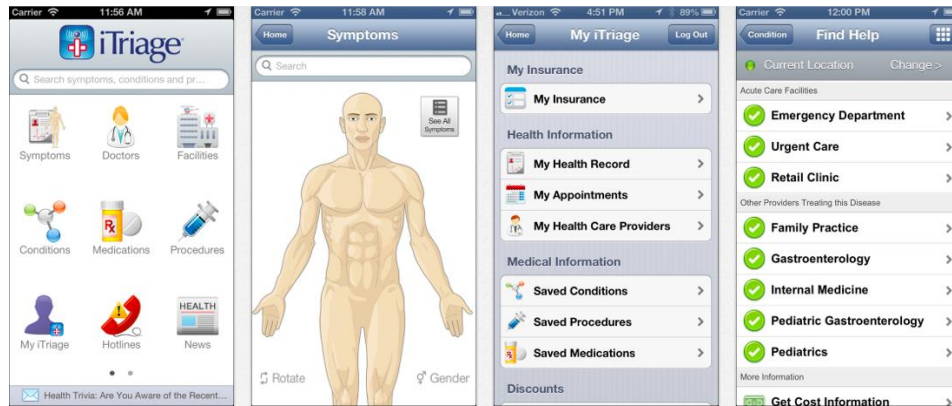 Carrier 11:56 AM
iTriage
Search symptoms, conditions and pr...
Symptoms Doctors Facilities
Rx
Conditions Medications Procedures
HEALTH
My iTriage Hotlines News
Health Trivia: Are You Aware of the Recent...
Carrier 11:58 AM
Home Symptoms
Search
See All
Symptoms
Rotate Gender
Verizon 4:51 PM 89%
Home My iTriage Log Out
My Insurance
My Insurance
Health Information
My Health Record
My Appointments
My Health Care Providers
Medical Information
Saved Conditions
Saved Procedures
Saved Medications
Discounts
Carrier 12:00 PM
Condition Find Help
Current Location Change >
Acute Care Facilities
Emergency Department
Urgent Care
Retail Clinic
Other Providers Treating this Disease
Family Practice
Gastroenterology
Internal Medicine
Pediatric Gastroenterology
Pediatrics
More Information
Get Cost Information